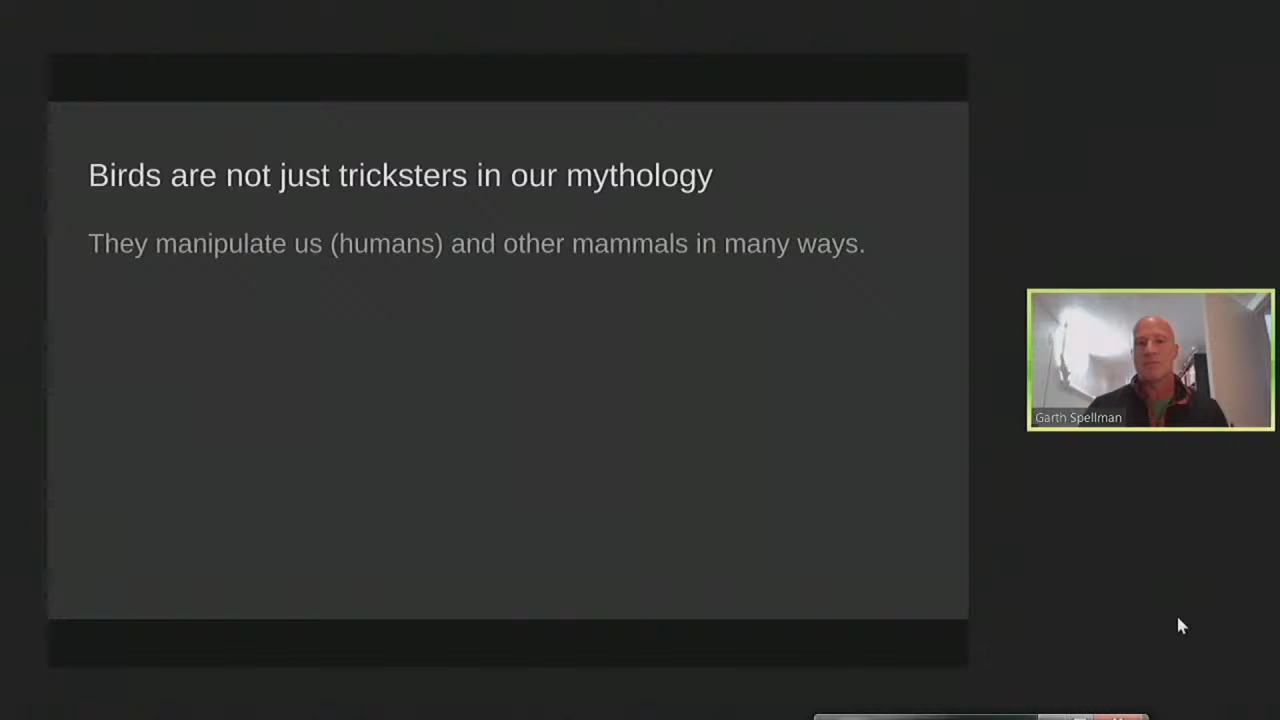 Birds are not just tricksters in our mythology
They manipulate us (humans) and other mammals in many ways.
Garth Spellman